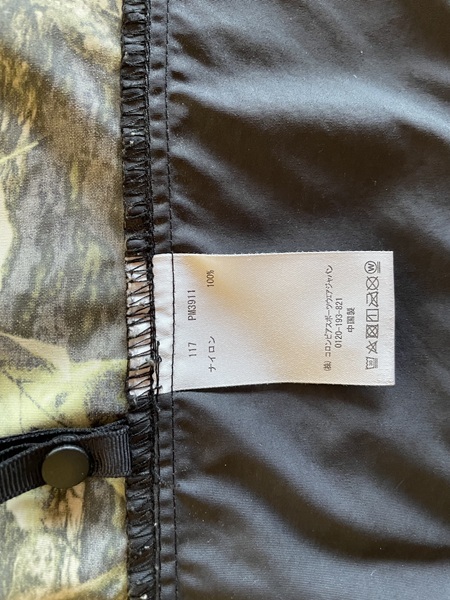 PM3911
117
ナイロン 100%
(株) コロンビアスポーツウエアジャパン
0120-193-821
中国製